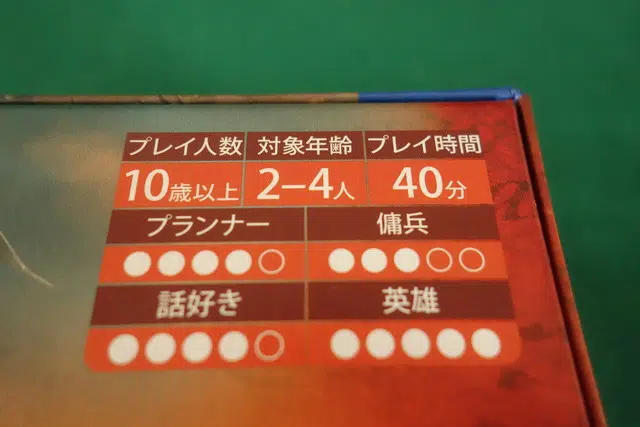 プレイ人数 対象年齢 プレイ時間
10歳以上 2−4人 40分
プランナー 傭兵
●●●●○ ●●●○○
話好き 英雄
●●●●○ ●●●●●